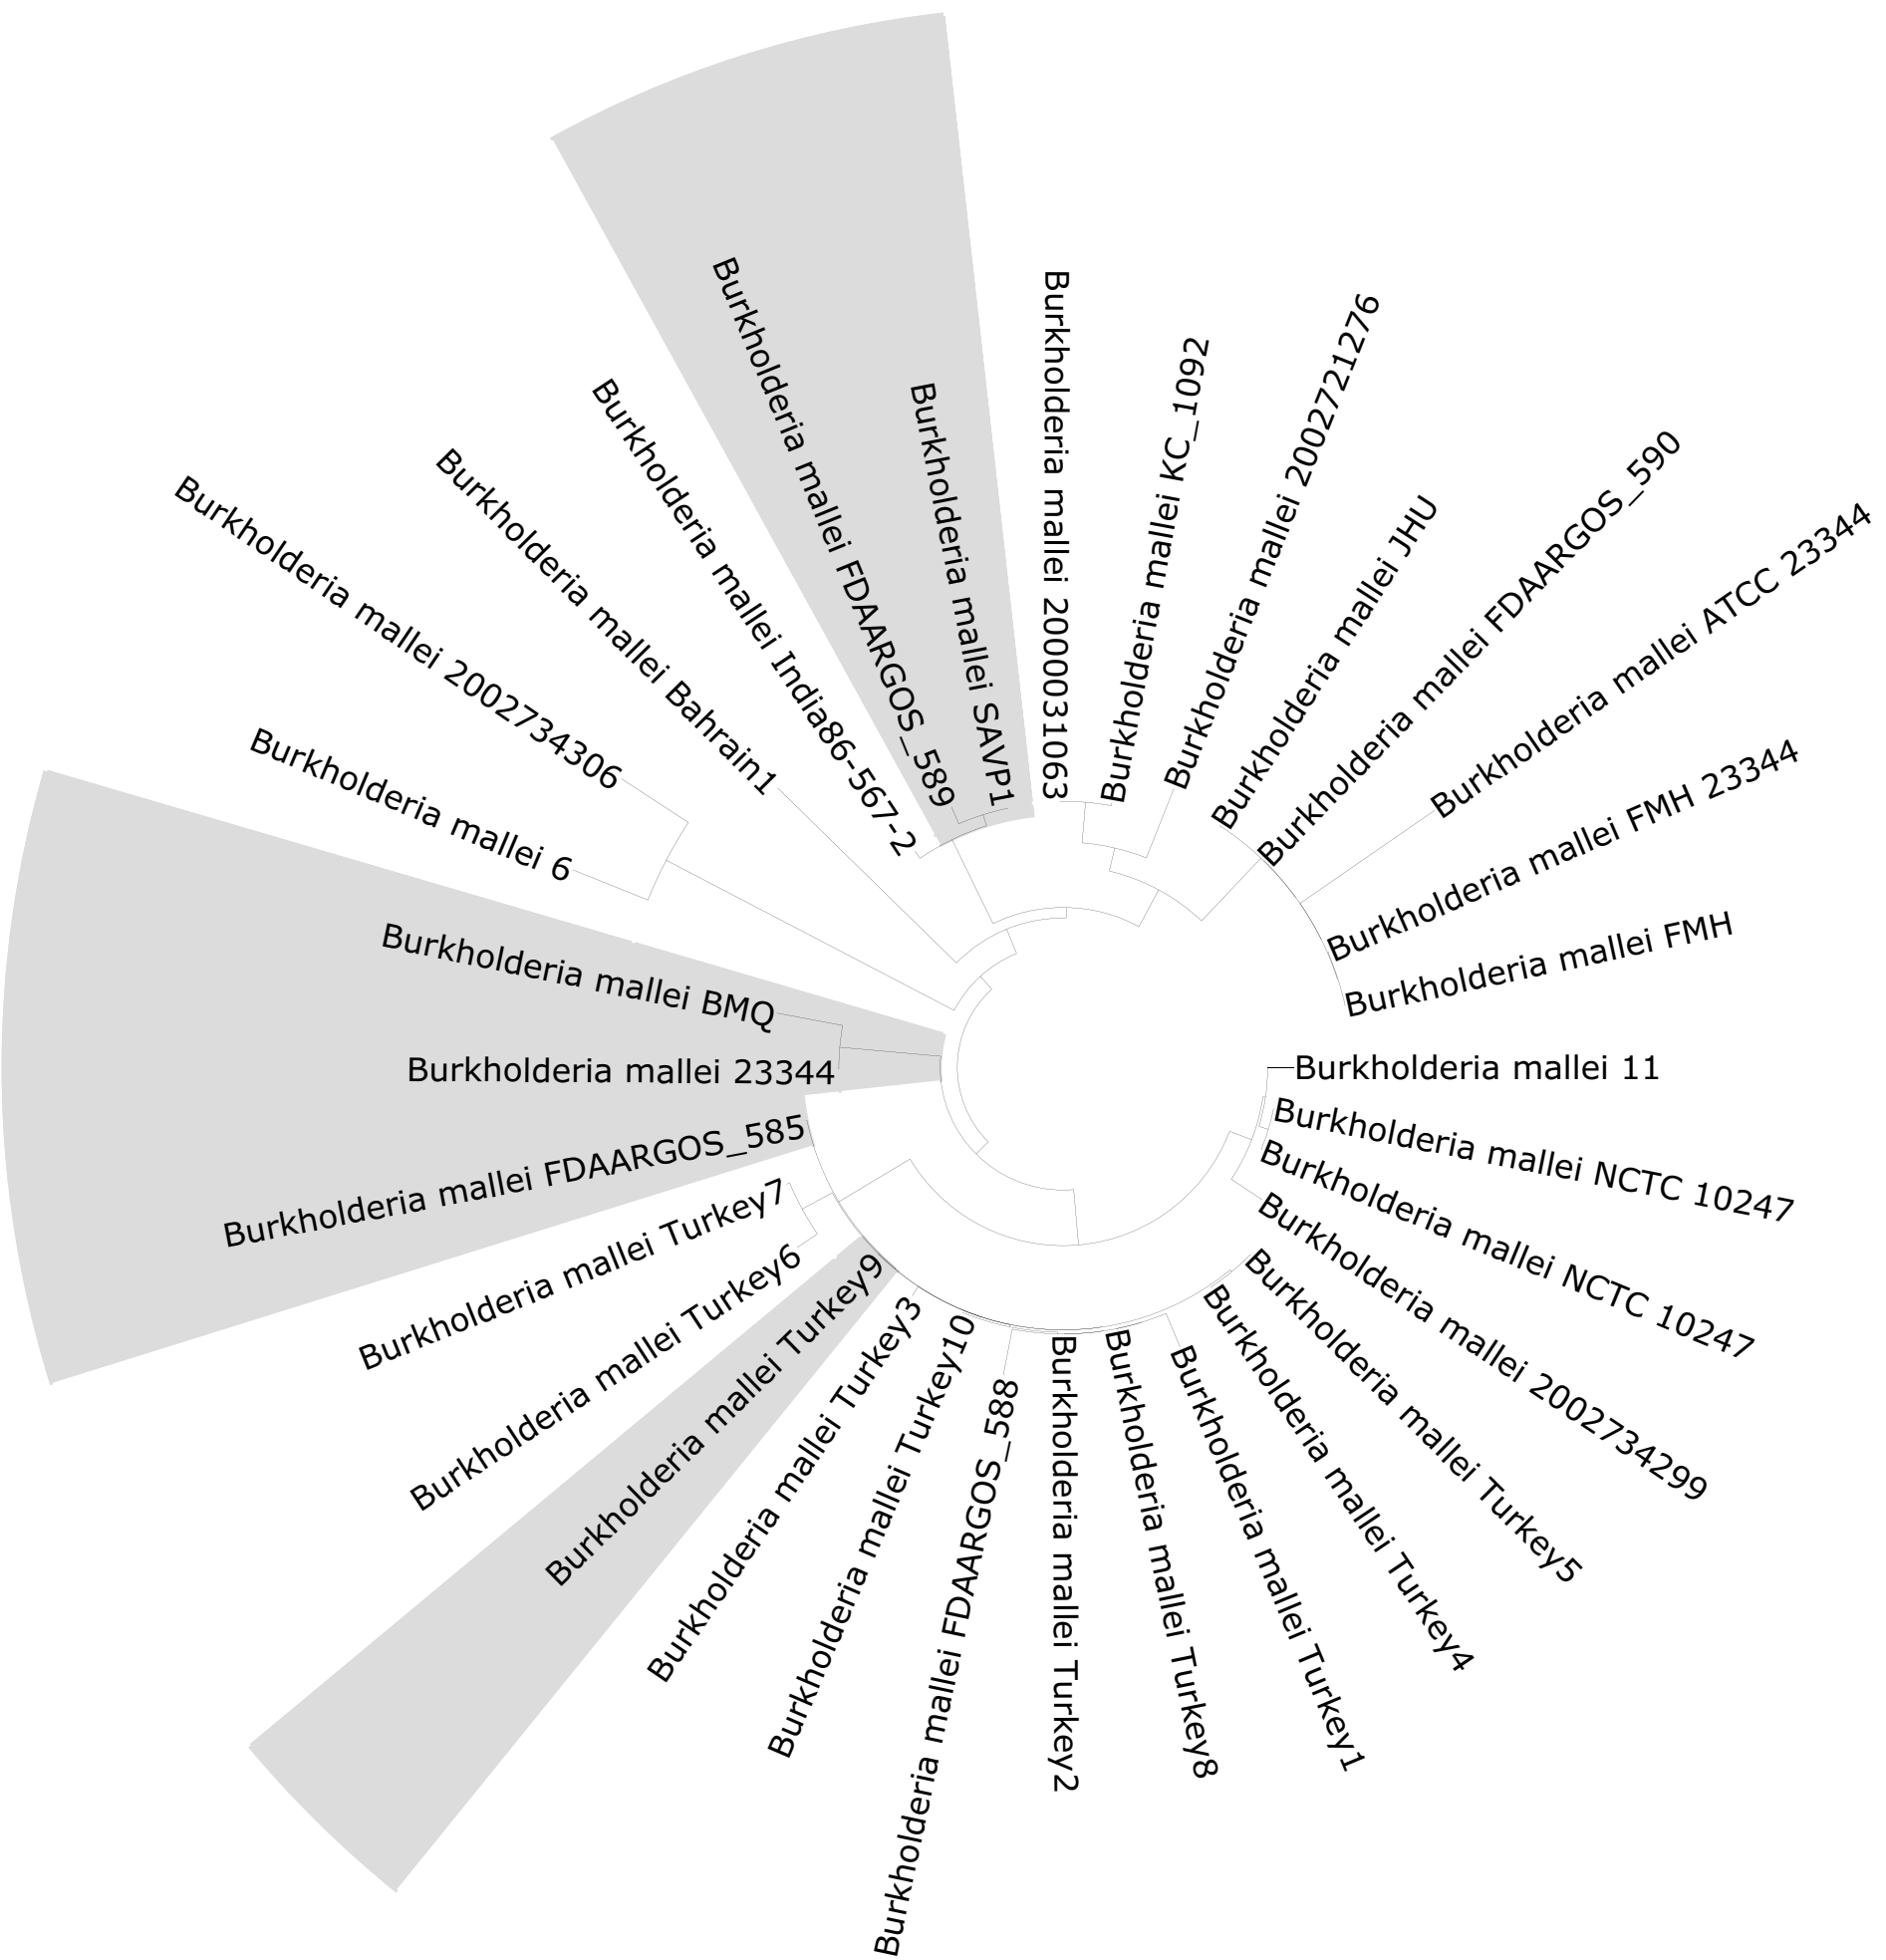 Burkholderia mallei 2000031063
Burkholderia mallei KC_1092
Burkholderia mallei 2002721276
Burkholderia mallei JHU
Burkholderia mallei FDAARGOS_590
Burkholderia mallei ATCC 23344
Burkholderia mallei FMH 23344
Burkholderia mallei FMH
Burkholderia mallei 11
Burkholderia mallei NCTC 10247
Burkholderia mallei NCTC 10247
Burkholderia mallei 2002734299
Burkholderia mallei Turkey5
Burkholderia mallei Turkey4
Burkholderia mallei Turkey1
Burkholderia mallei Turkey8
Burkholderia mallei Turkey2
Burkholderia mallei FDAARGOS_588
Burkholderia mallei Turkey10
Burkholderia mallei Turkey3
Burkholderia mallei Turkey9
Burkholderia mallei Turkey6
Burkholderia mallei Turkey7
Burkholderia mallei FDAARGOS_585
Burkholderia mallei 23344
Burkholderia mallei BMQ
Burkholderia mallei 6
Burkholderia mallei 2002734306
Burkholderia mallei Bahrain1
Burkholderia mallei India86-567-2
Burkholderia mallei FDAARGOS_589
Burkholderia mallei SAVP1